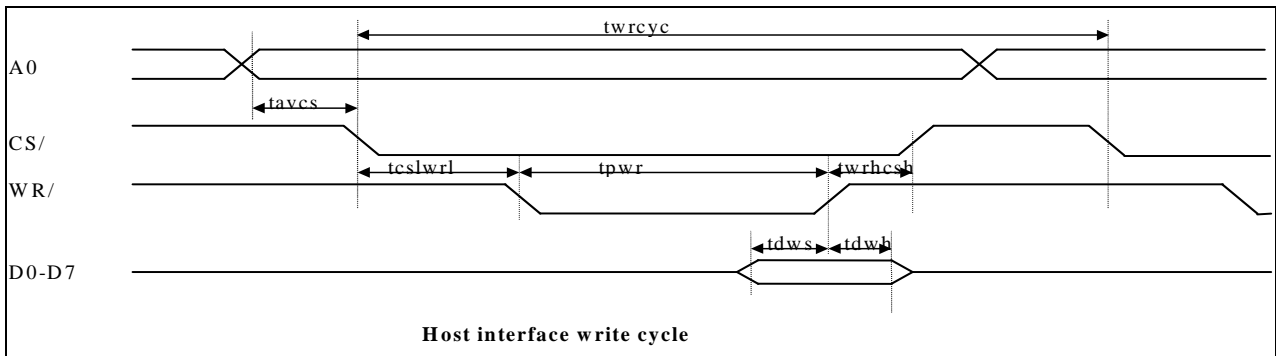 twrcyc
A0
tavcs
CS/
tcslwrl tpwr twrhcsh
WR/
tdws tdwh
D0-D7
Host interface write cycle